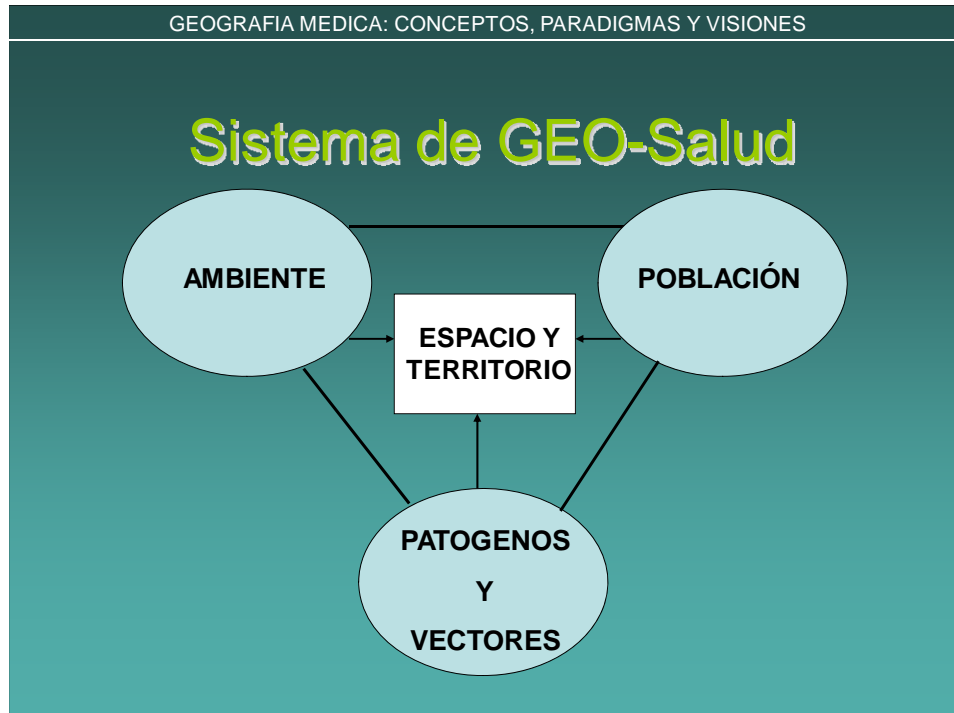 GEOGRAFIA MEDICA: CONCEPTOS, PARADIGMAS Y VISIONES
Sistema de GEO-Salud
AMBIENTE
POBLACIÓN
ESPACIO Y
TERRITORIO
PATOGENOS
Y
VECTORES